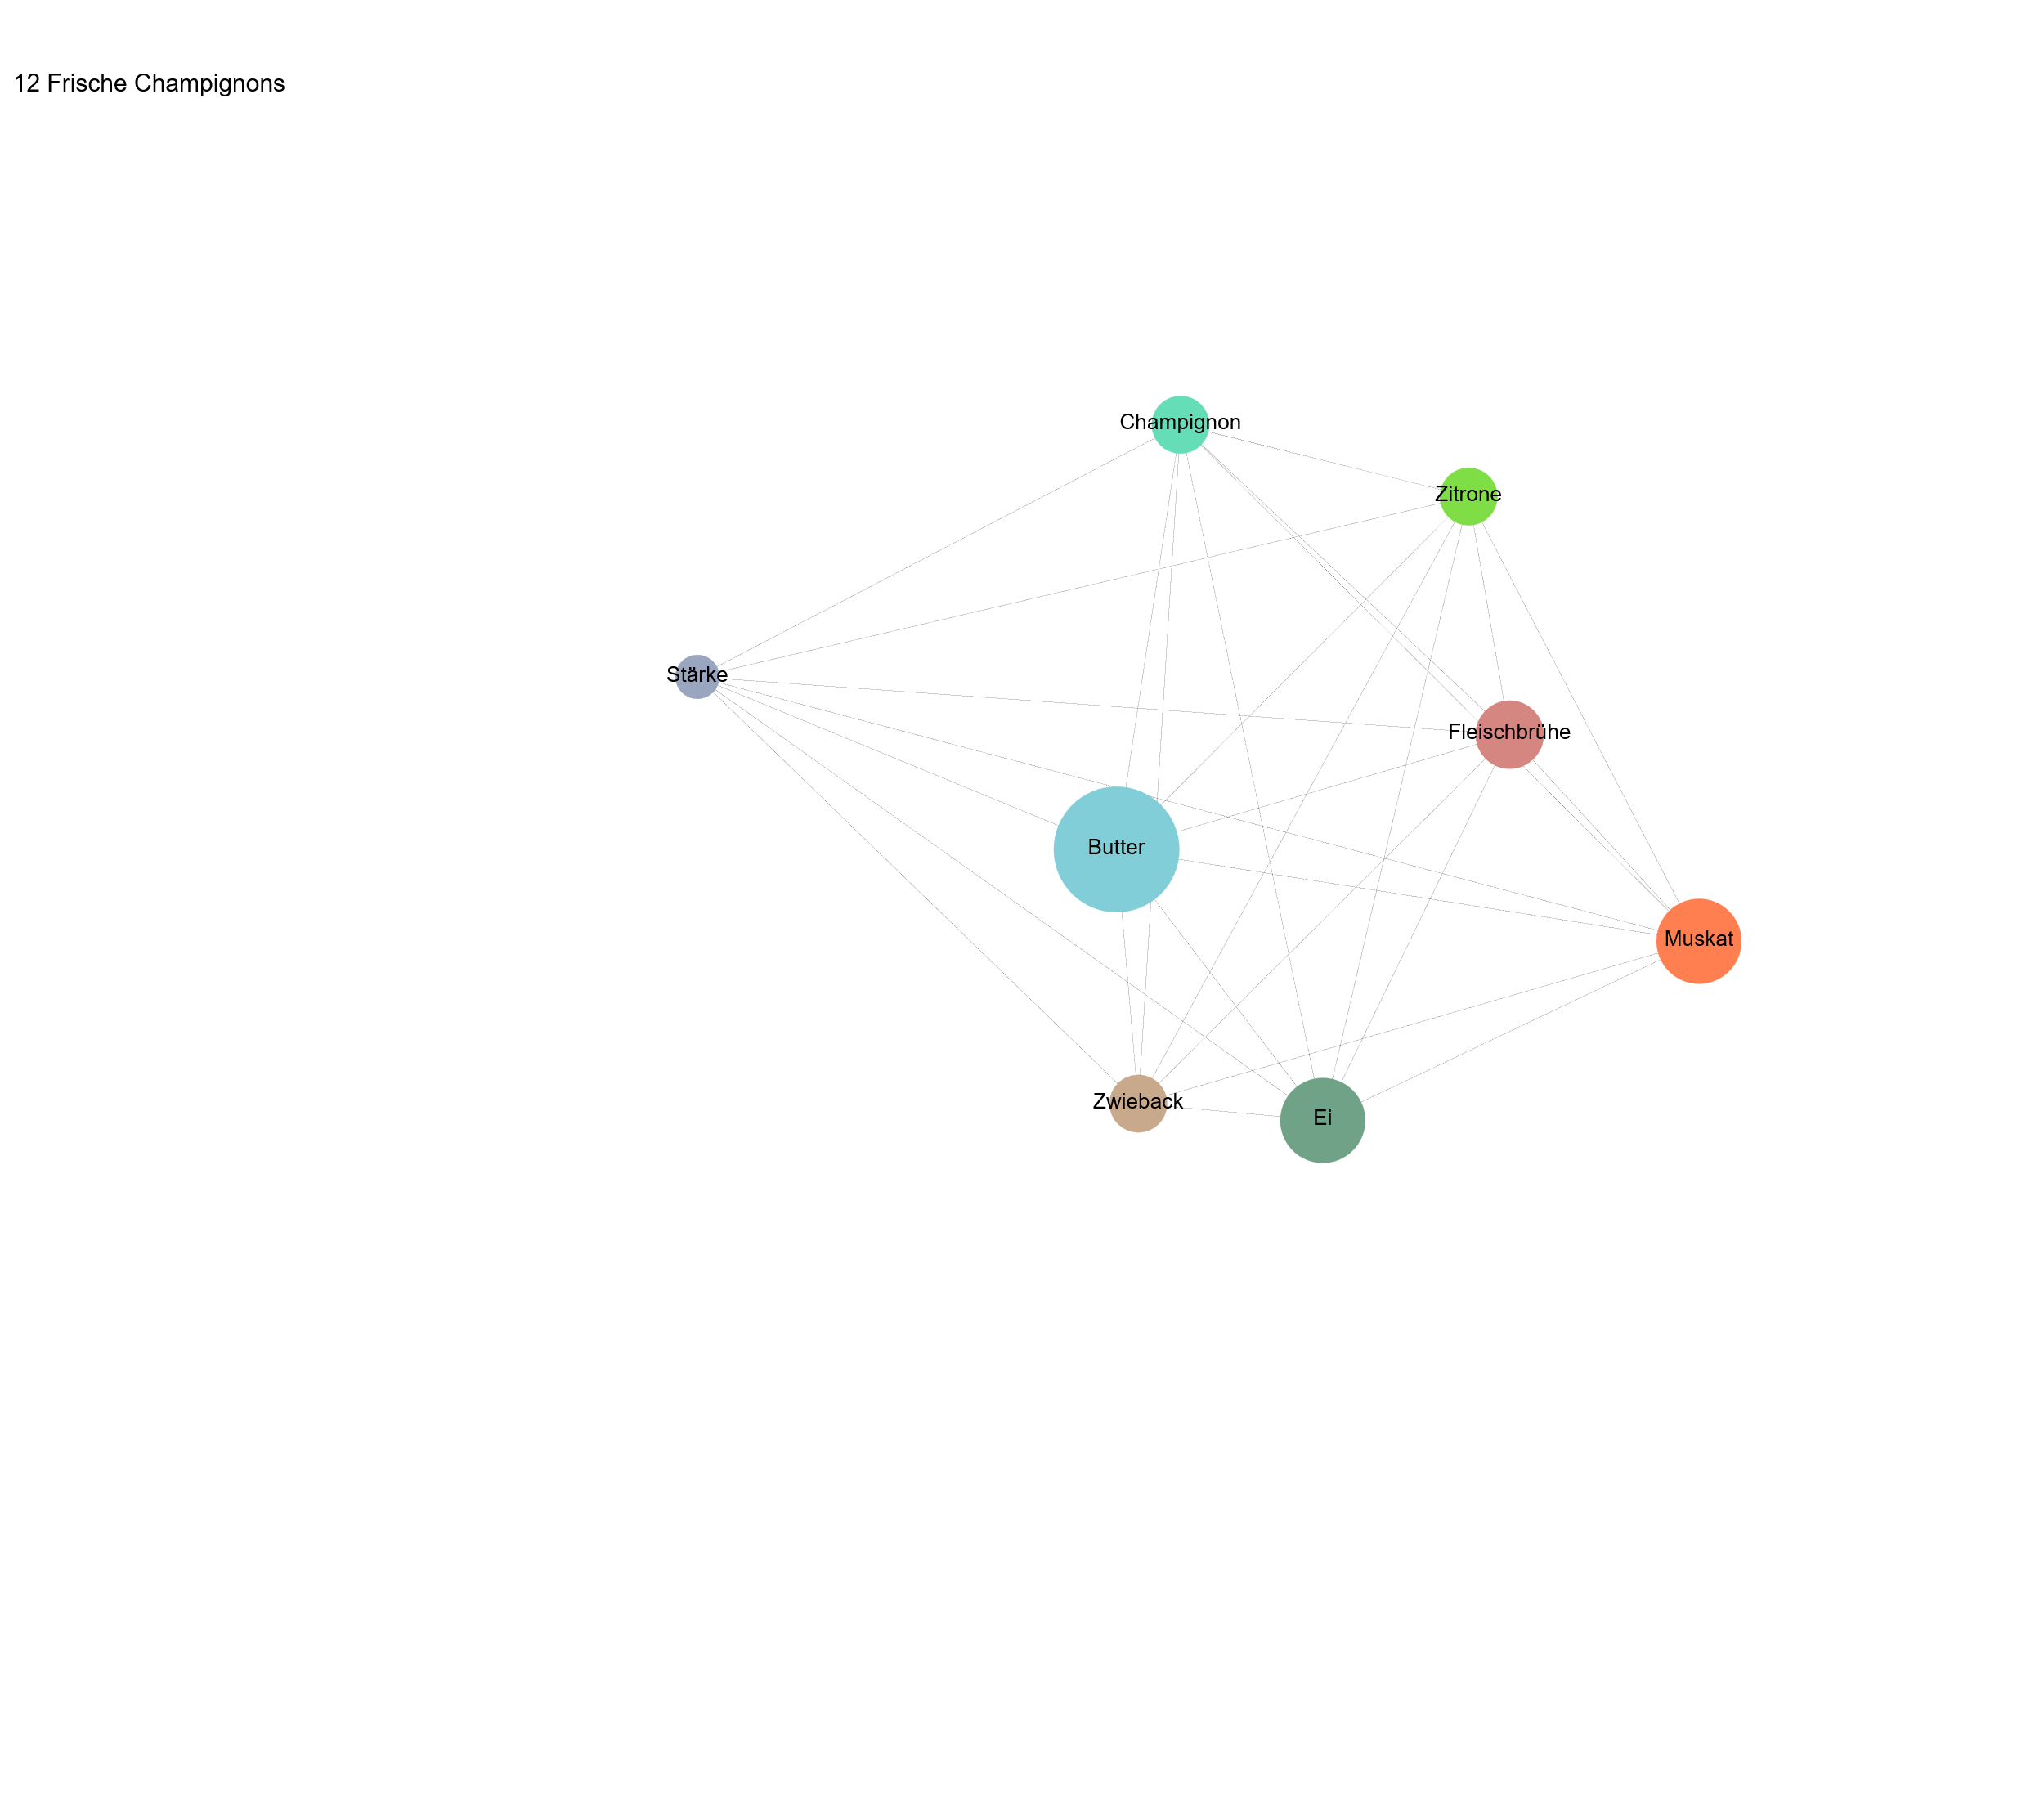 12 Frische Champignons
Champignon
Zitrone
Stärke
Fleischbrühe
Butter
Muskat
Zwieback
Ei